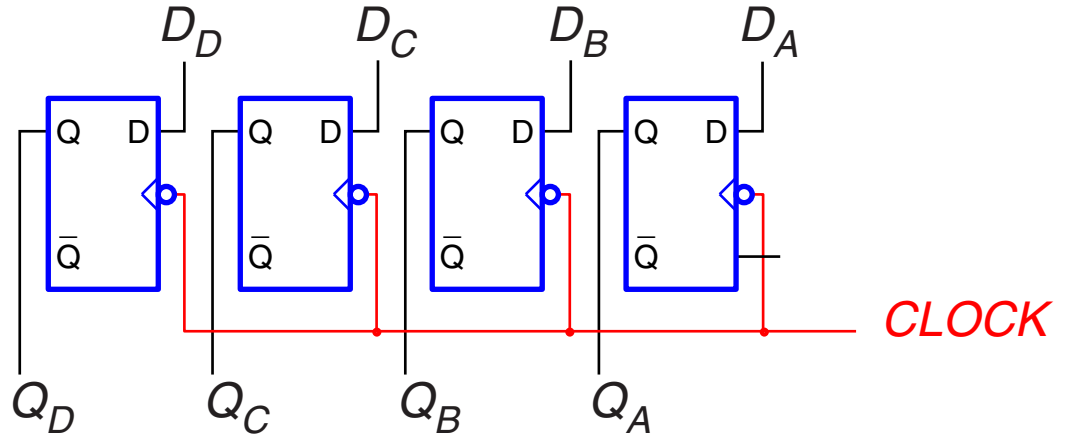 D_D D_C D_B D_A
Q D Q D Q D Q D
Q̅ Q̅ Q̅ Q̅
CLOCK
Q_D Q_C Q_B Q_A